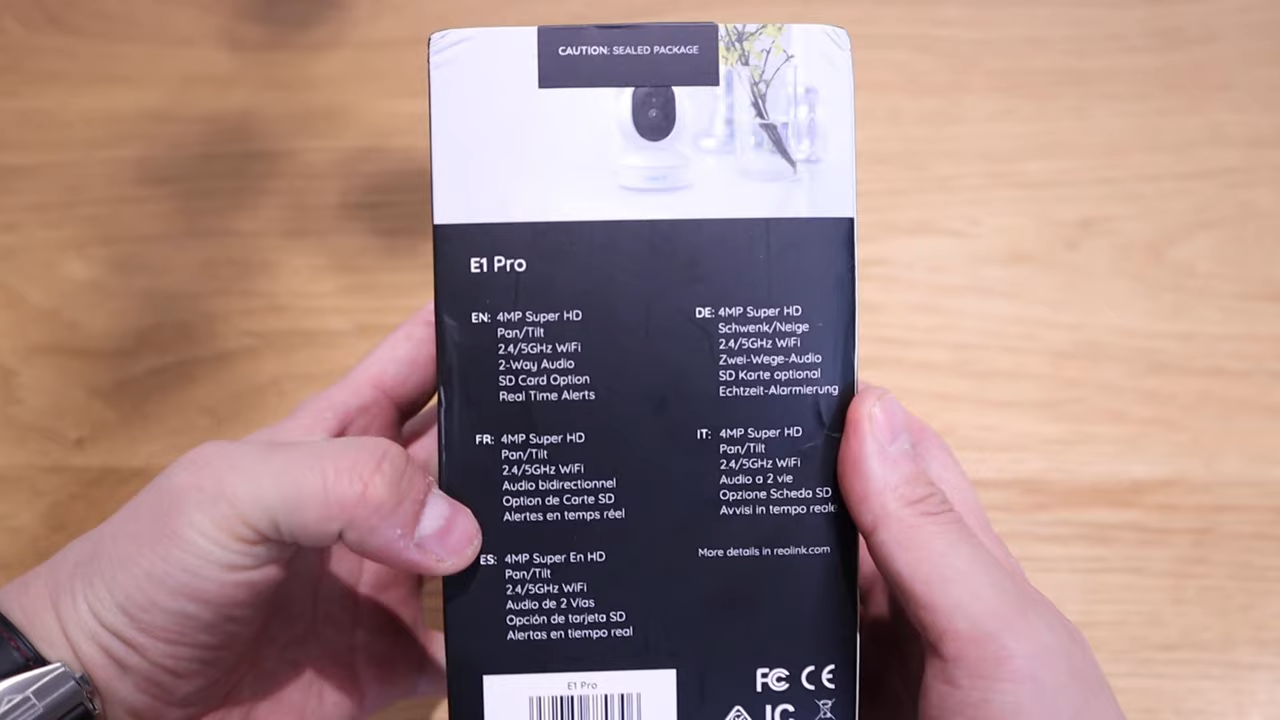 CAUTION: SEALED PACKAGE
E1 Pro
EN: 4MP Super HD
Pan/Tilt
2.4/5GHz WiFi
2-Way Audio
SD Card Option
Real Time Alerts
DE: 4MP Super HD
Schwenk/Neige
2.4/5GHz WiFi
Zwei-Wege-Audio
SD Karte optional
Echtzeit-Alarmierung
FR: 4MP Super HD
Pan/Tilt
2.4/5GHz WiFi
Audio bidirectionnel
Option de Carte SD
Alertes en temps réel
IT: 4MP Super HD
Pan/Tilt
2.4/5GHz WiFi
Audio a 2 vie
Opzione Scheda SD
Avvisi in tempo reale
ES: 4MP Super En HD
Pan/Tilt
2.4/5GHz WiFi
Audio de 2 Vías
Opción de tarjeta SD
Alertas en tiempo real
More details in reolink.com
E1 Pro
FC CE
IC